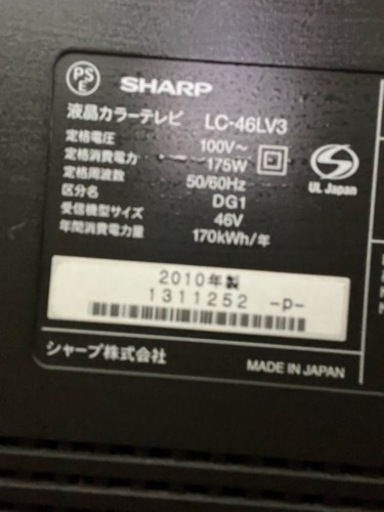 PSE SHARP
液晶カラーテレビ LC-46LV3
定格電圧 100V～
定格消費電力 175W
定格周波数 50/60Hz
区分名 DG1
受信機型サイズ 46V
年間消費電力量 170kWh/年
UL Japan
2010年製
1311252 -p-
シャープ株式会社 MADE IN JAPAN